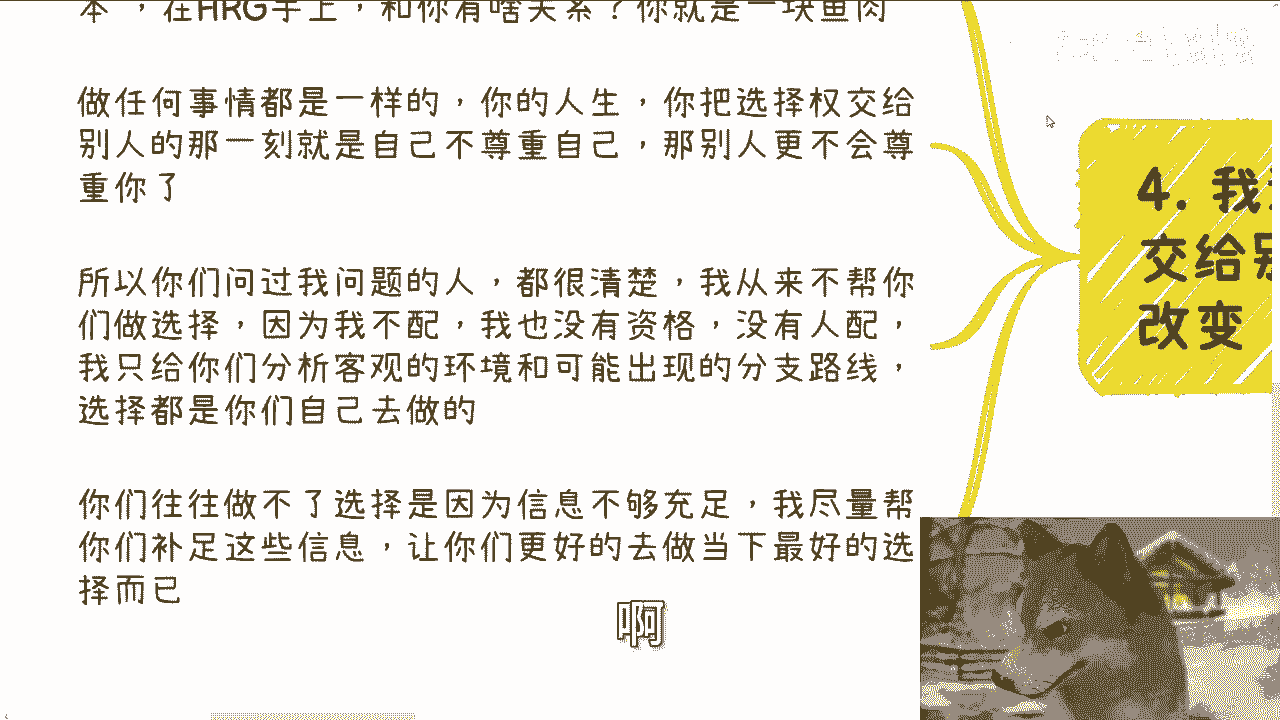 本，在HRG手上，和你有啥关系？你就是一块鱼肉
做任何事情都是一样的，你的人生，你把选择权交给
别人的那一刻就是自己不尊重自己，那别人更不会尊
重你了
所以你们问过我问题的人，都很清楚，我从来不帮你
们做选择，因为我不配，我也没有资格，没有人配，
我只给你们分析客观的环境和可能出现的分支路线，
选择都是你们自己去做的
你们往往做不了选择是因为信息不够充足，我尽量帮
你们补足这些信息，让你们更好的去做当下最好的选
择而已
4. 我
交给
改变
啊